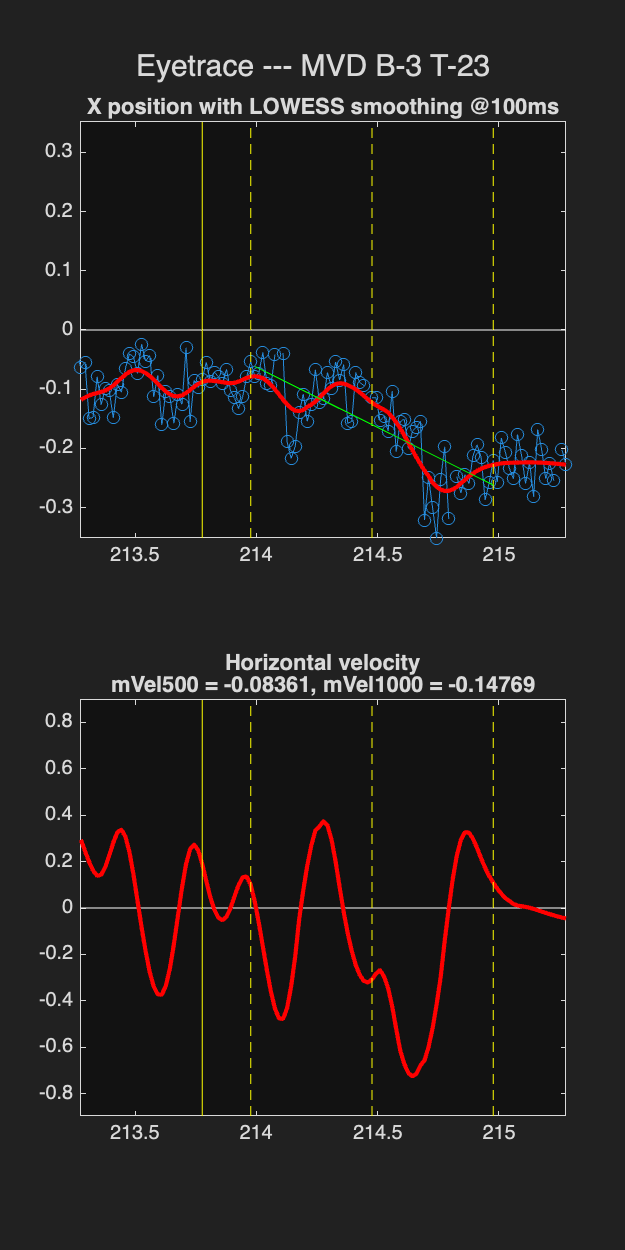 Eyetrace --- MVD B-3 T-23
X position with LOWESS smoothing @100ms
0.3
0.2
0.1
0
-0.1
-0.2
-0.3
213.5 214 214.5 215
Horizontal velocity
mVel500 = -0.08361, mVel1000 = -0.14769
0.8
0.6
0.4
0.2
0
-0.2
-0.4
-0.6
-0.8
213.5 214 214.5 215